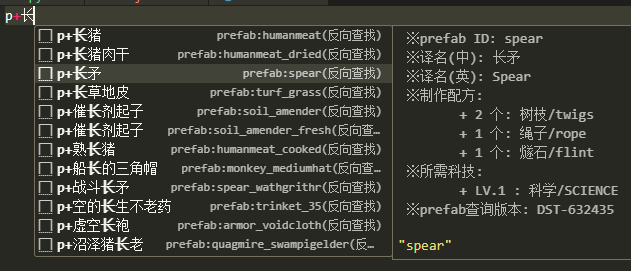 p+长
p+长猪 prefab:humanmeat(反向查找)
p+长猪肉干 prefab:humanmeat_dried(反向查找)
p+长矛 prefab:spear(反向查找)
p+长草地皮 prefab:turf_grass(反向查找)
p+催长剂起子 prefab:soil_amender(反向查找)
p+催长剂起子 prefab:soil_amender_fresh(反向查…
p+熟长猪 prefab:humanmeat_cooked(反向查找)
p+船长的三角帽 prefab:monkey_mediumhat(反向查找)
p+战斗长矛 prefab:spear_wathgrithr(反向查找)
p+空的长生不老药 prefab:trinket_35(反向查找)
p+虚空长袍 prefab:armor_voidcloth(反向查找)
p+沼泽猪长老 prefab:quagmire_swampigelder(反…
※prefab ID: spear
※译名(中): 长矛
※译名(英): Spear
※制作配方:
+ 2 个: 树枝/twigs
+ 1 个: 绳子/rope
+ 1 个: 燧石/flint
※所需科技:
+ LV.1 : 科学/SCIENCE
※prefab查询版本: DST-632435
"spear"